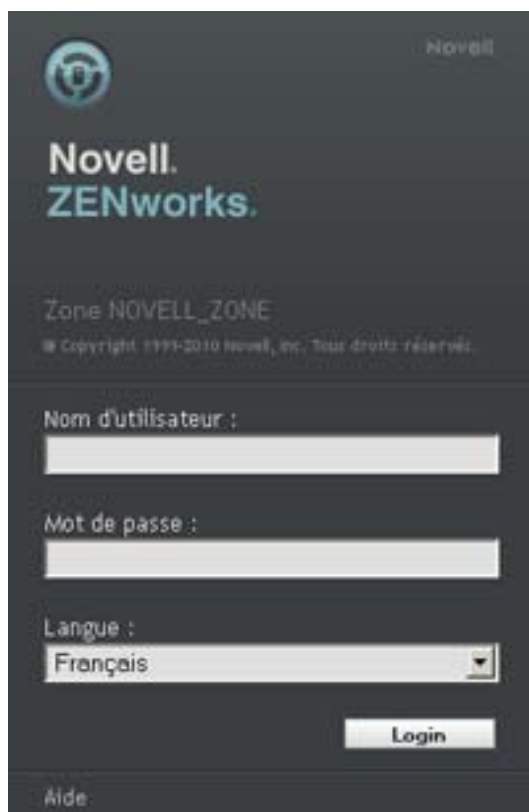 Novell
Novell.
ZENworks.
Zone NOVELL_ZONE
© Copyright 1999-2010 Novell, Inc. Tous droits réservés.
Nom d'utilisateur :
Mot de passe :
Langue :
Français
Login
Aide